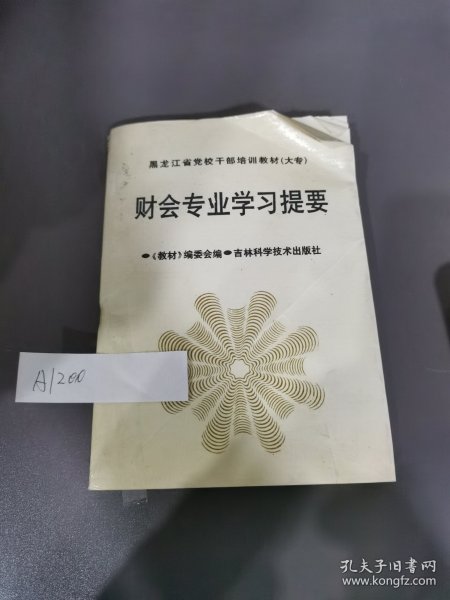 黑龙江省党校干部培训教材(大专)
财会专业学习提要
《教材》编委会编 吉林科学技术出版社
A/200
孔夫子旧书网
www.kongfz.com